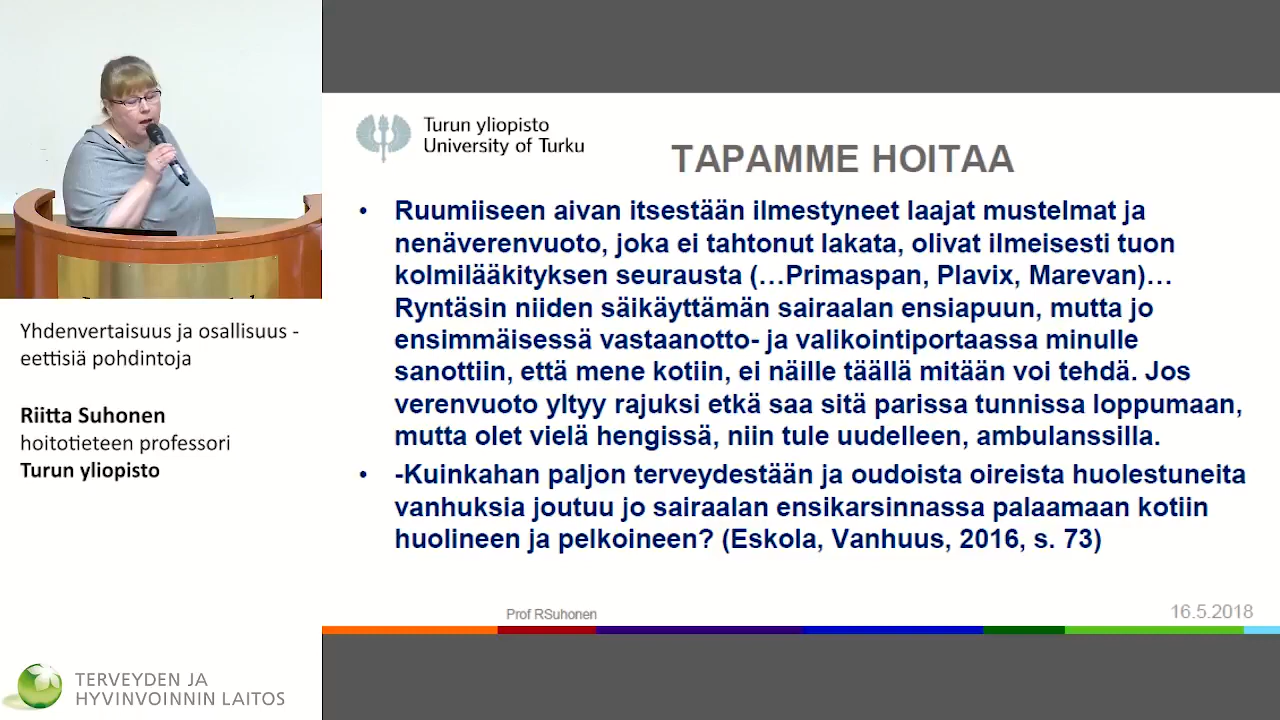 Turun yliopisto
University of Turku
TAPAMME HOITAA
• Ruumiiseen aivan itsestään ilmestyneet laajat mustelmat ja
nenäverenvuoto, joka ei tahtonut lakata, olivat ilmeisesti tuon
kolmilääkityksen seurausta (…Primaspan, Plavix, Marevan)…
Ryntäsin niiden säikäyttämän sairaalan ensiapuun, mutta jo
ensimmäisessä vastaanotto- ja valikointiportaassa minulle
sanottiin, että mene kotiin, ei näille täällä mitään voi tehdä. Jos
verenvuoto yltyy rajuksi etkä saa sitä parissa tunnissa loppumaan,
mutta olet vielä hengissä, niin tule uudelleen, ambulanssilla.
• -Kuinkahan paljon terveydestään ja oudoista oireista huolestuneita
vanhuksia joutuu jo sairaalan ensikarsinnassa palaamaan kotiin
huolineen ja pelkoineen? (Eskola, Vanhuus, 2016, s. 73)
Prof RSuhonen
16.5.2018
Yhdenvertaisuus ja osallisuus -
eettisiä pohdintoja
Riitta Suhonen
hoitotieteen professori
Turun yliopisto
TERVEYDEN JA
HYVINVOINNIN LAITOS